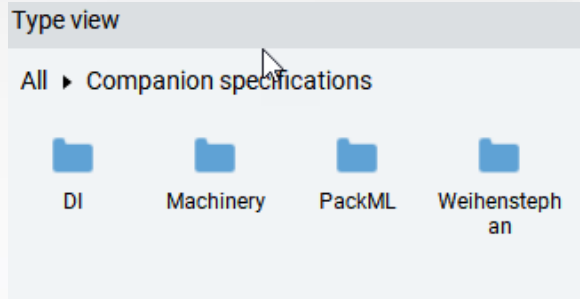 Type view
All ▸ Companion specifications
DI
Machinery
PackML
Weihensteph
an